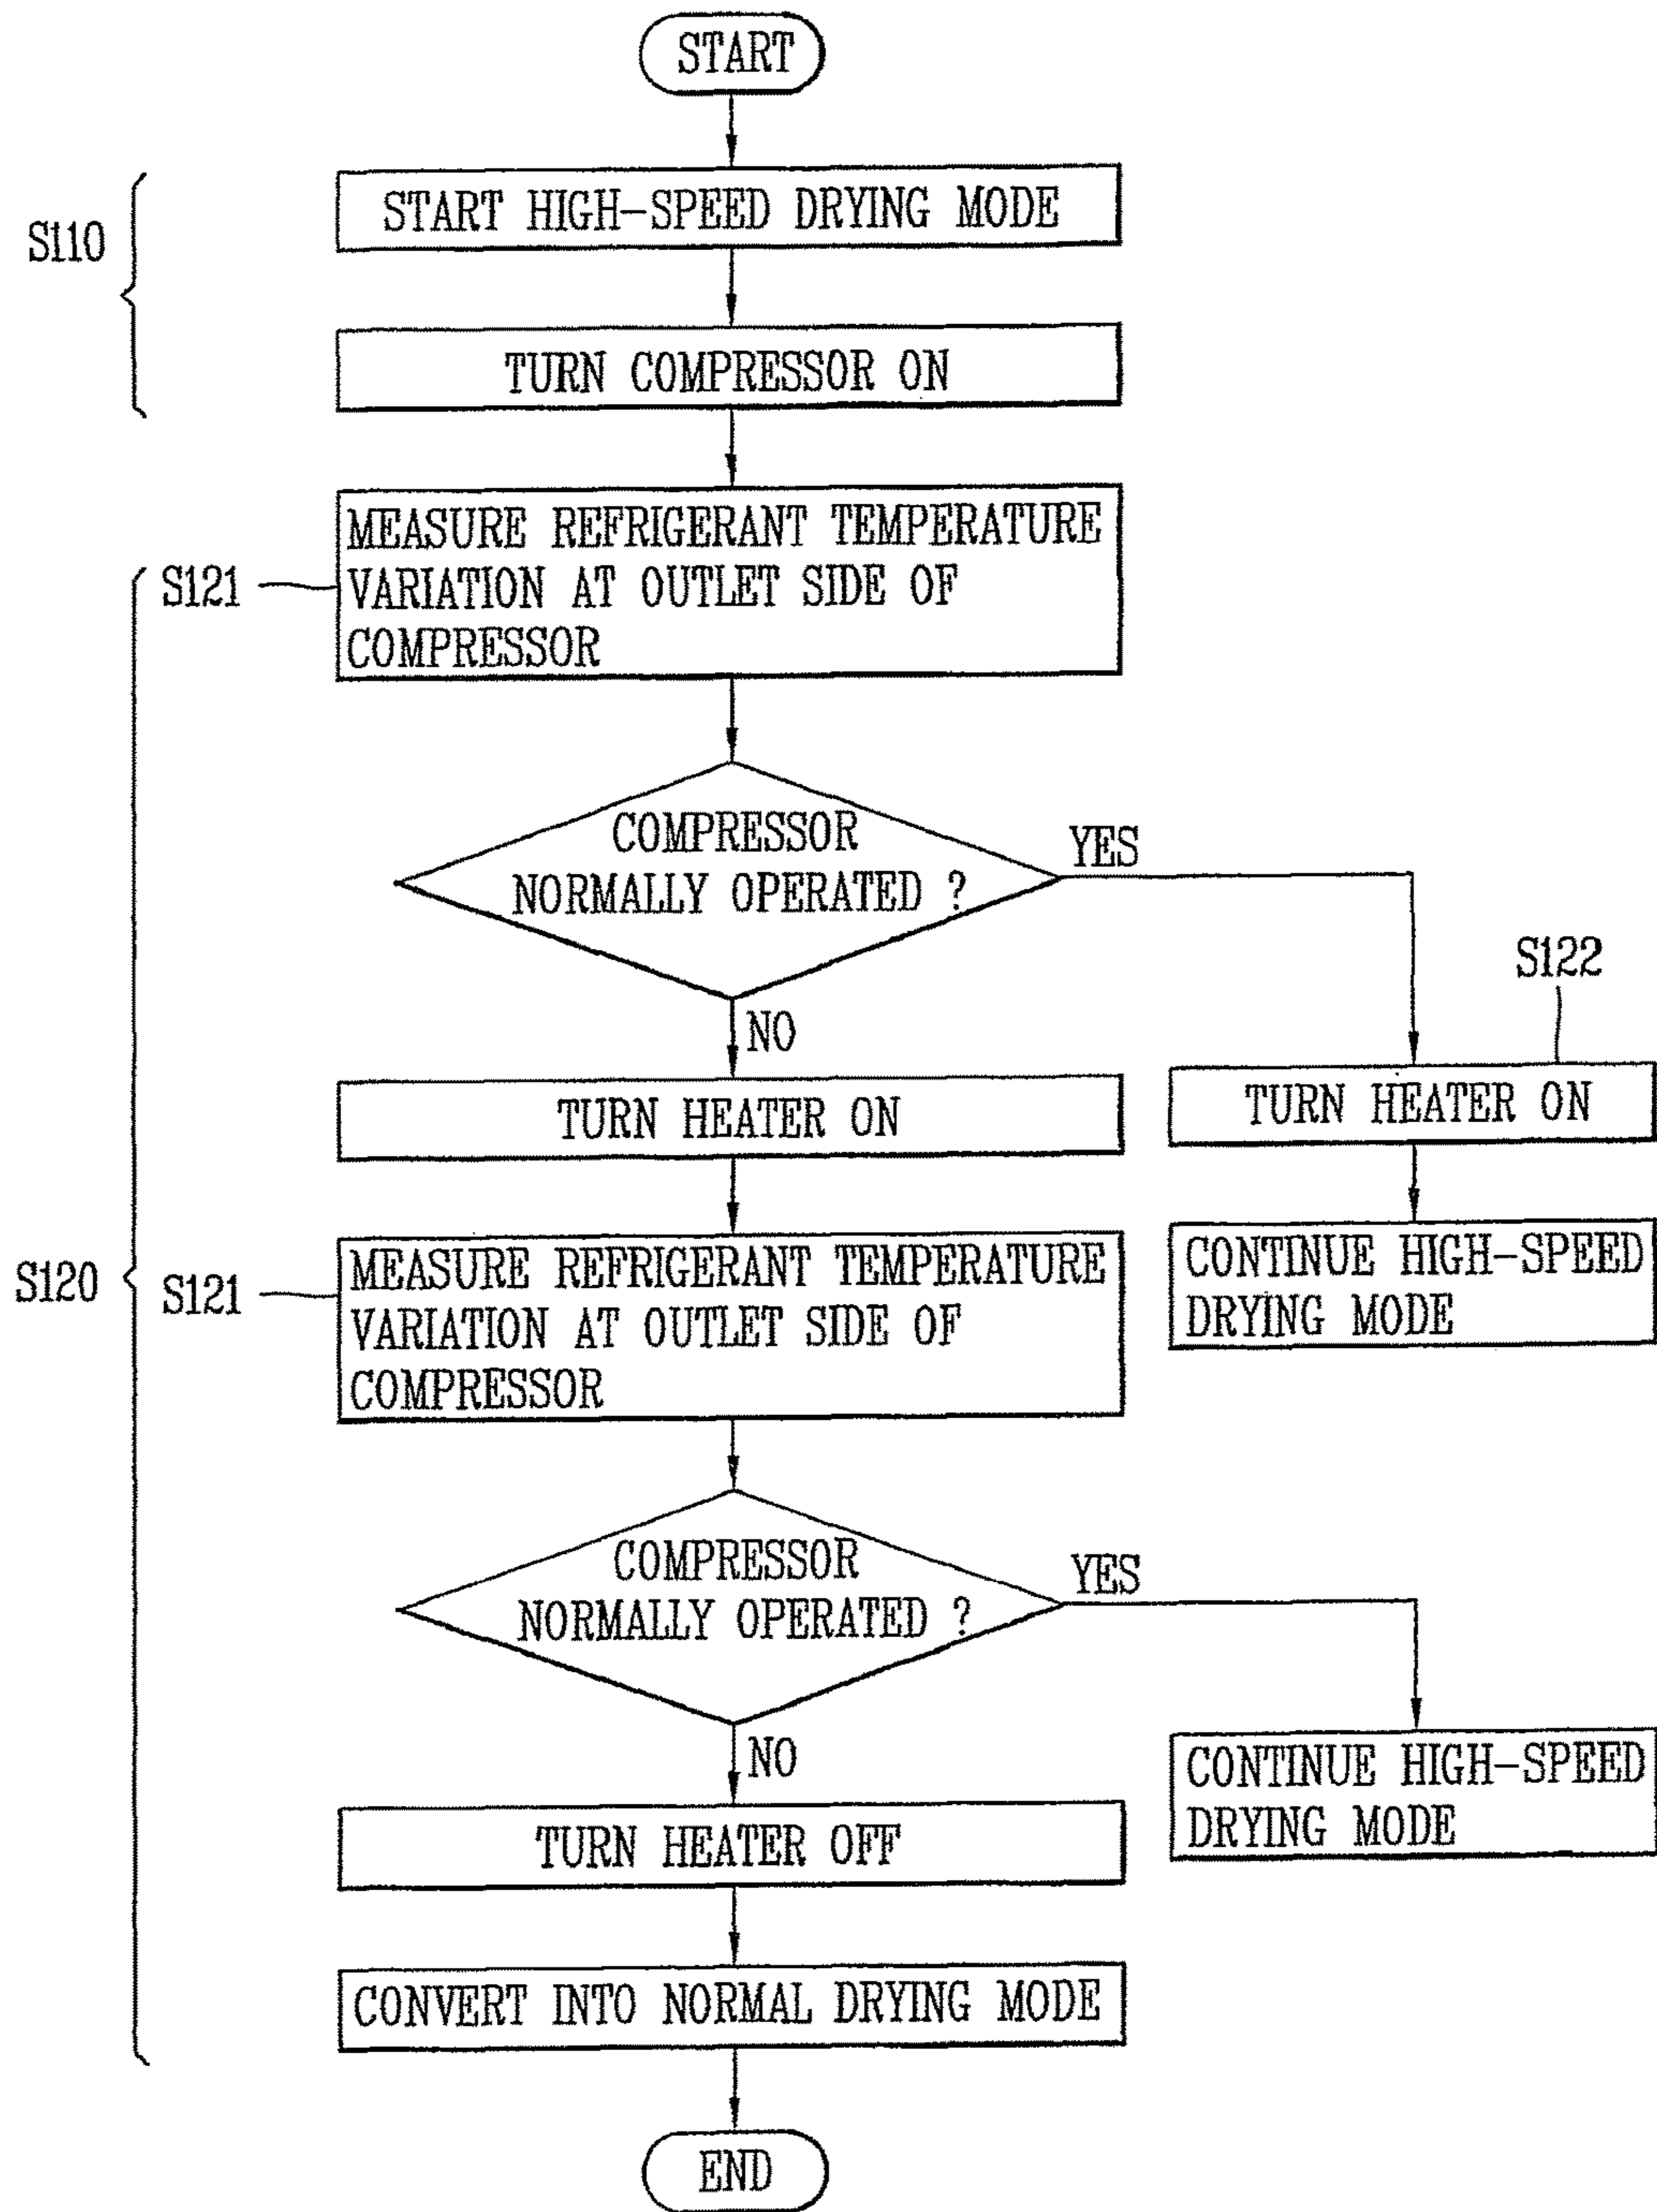 START
S110
START HIGH-SPEED DRYING MODE
TURN COMPRESSOR ON
S121
MEASURE REFRIGERANT TEMPERATURE
VARIATION AT OUTLET SIDE OF
COMPRESSOR
COMPRESSOR
NORMALLY OPERATED ?
YES
NO
S122
TURN HEATER ON
TURN HEATER ON
CONTINUE HIGH-SPEED
DRYING MODE
S120
S121
MEASURE REFRIGERANT TEMPERATURE
VARIATION AT OUTLET SIDE OF
COMPRESSOR
COMPRESSOR
NORMALLY OPERATED ?
YES
NO
CONTINUE HIGH-SPEED
DRYING MODE
TURN HEATER OFF
CONVERT INTO NORMAL DRYING MODE
END